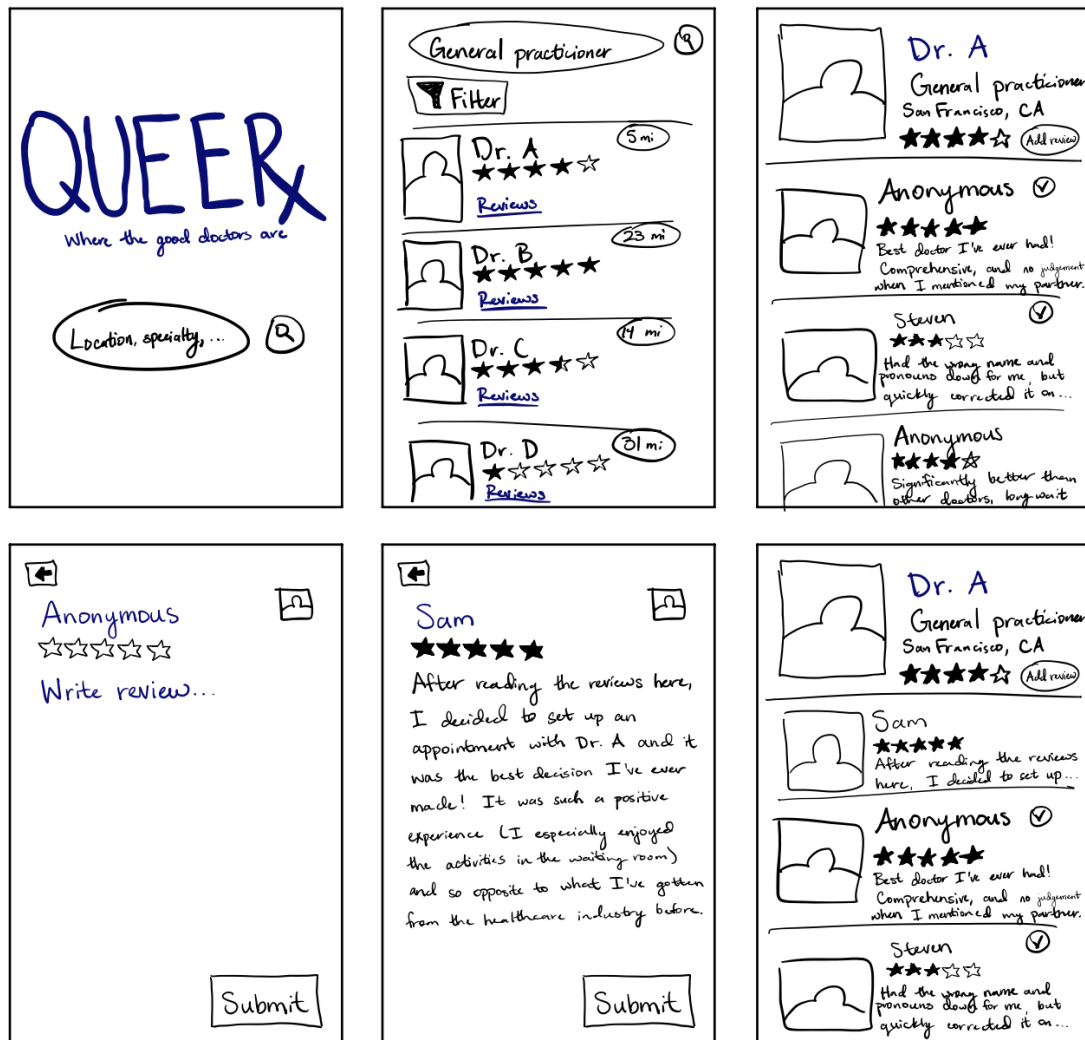 QUEERx
Where the good doctors are
Location, specialty, ...
General practicioner
Filter
Dr. A
5 mi
Reviews
Dr. B
23 mi
Reviews
Dr. C
14 mi
Reviews
Dr. D
31 mi
Reviews
Dr. A
General practicioner
San Francisco, CA
Add review
Anonymous
Best doctor I've ever had!
Comprehensive, and no judgement
when I mentioned my partner.
Steven
Had the wrong name and
pronouns down for me, but
quickly corrected it on...
Anonymous
Significantly better than
other doctors, long wait
Anonymous
Write review...
Submit
Sam
After reading the reviews here,
I decided to set up an
appointment with Dr. A and it
was the best decision I've ever
made! It was such a positive
experience (I especially enjoyed
the activities in the waiting room)
and so opposite to what I've gotten
from the healthcare industry before.
Submit
Dr. A
General practicioner
San Francisco, CA
Add review
Sam
After reading the reviews
here, I decided to set up...
Anonymous
Best doctor I've ever had!
Comprehensive, and no judgement
when I mentioned my partner.
Steven
Had the wrong name and
pronouns down for me, but
quickly corrected it on...